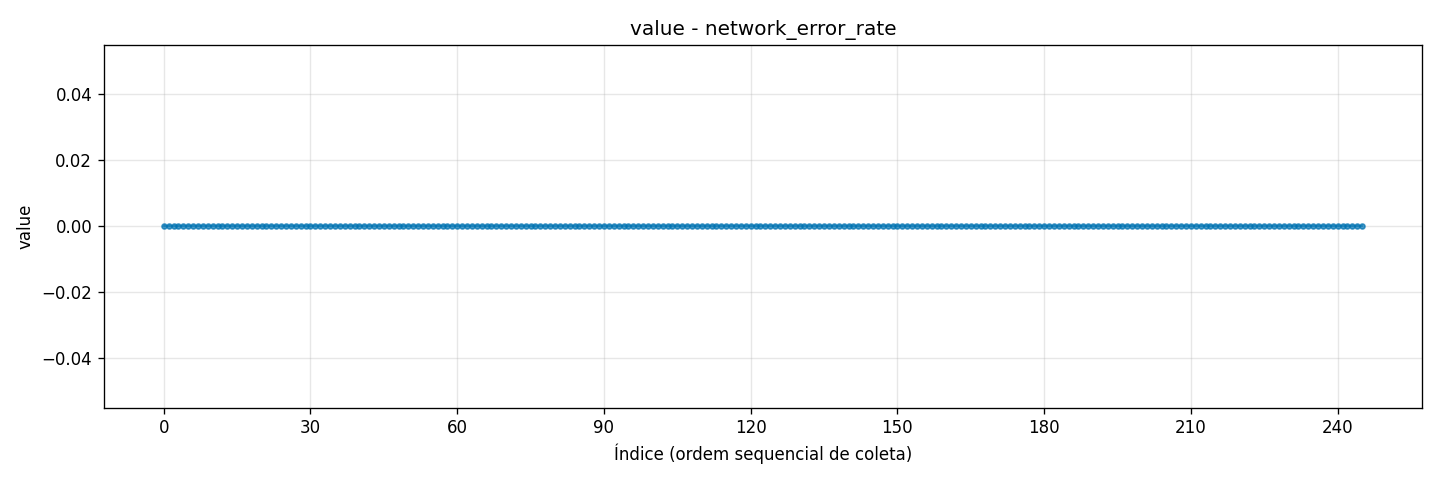 value - network_error_rate
0.04
0.02
0.00
−0.02
−0.04
value
0 30 60 90 120 150 180 210 240
Índice (ordem sequencial de coleta)